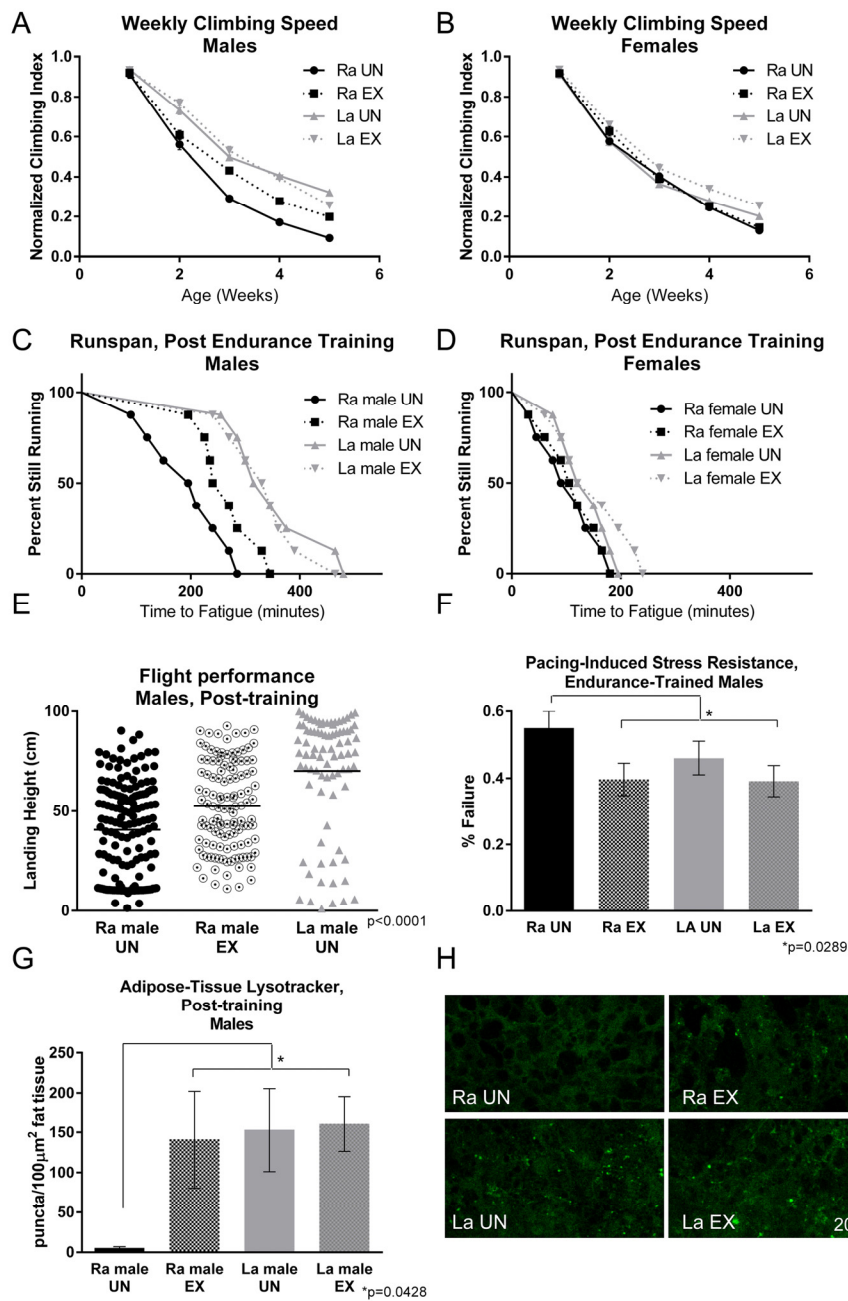 A
Weekly Climbing Speed
Males
Normalized Climbing Index
1.0
0.8
0.6
0.4
0.2
0.0
0
2
4
6
Age (Weeks)
Ra UN
Ra EX
La UN
La EX
B
Weekly Climbing Speed
Females
Normalized Climbing Index
1.0
0.8
0.6
0.4
0.2
0.0
0
2
4
6
Age (Weeks)
Ra UN
Ra EX
La UN
La EX
C
Runspan, Post Endurance Training
Males
Percent Still Running
100
50
0
0
200
400
Time to Fatigue (minutes)
Ra male UN
Ra male EX
La male UN
La male EX
D
Runspan, Post Endurance Training
Females
Percent Still Running
100
50
0
0
200
400
Time to Fatigue (minutes)
Ra female UN
Ra female EX
La female UN
La female EX
E
Flight performance
Males, Post-training
Landing Height (cm)
100
50
0
Ra male
UN
Ra male
EX
La male
UN
p<0.0001
F
Pacing-Induced Stress Resistance,
Endurance-Trained Males
% Failure
0.6
0.4
0.2
0.0
*
Ra UN
Ra EX
LA UN
La EX
*p=0.0289
G
Adipose-Tissue Lysotracker,
Post-training
Males
puncta/100µm² fat tissue
250
200
150
100
50
0
*
Ra male
UN
Ra male
EX
La male
UN
La male
EX
*p=0.0428
H
Ra UN
Ra EX
La UN
La EX
20